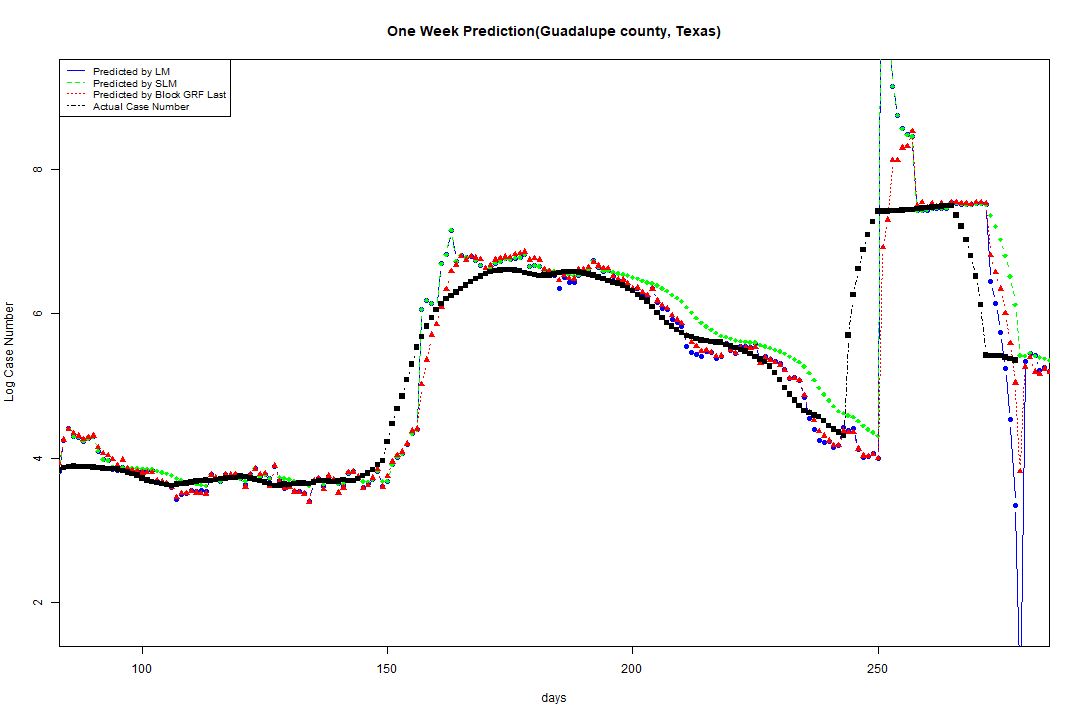 One Week Prediction(Guadalupe county, Texas)
Predicted by LM
Predicted by SLM
Predicted by Block GRF Last
Actual Case Number
8
6
4
2
Log Case Number
100 150 200 250
days